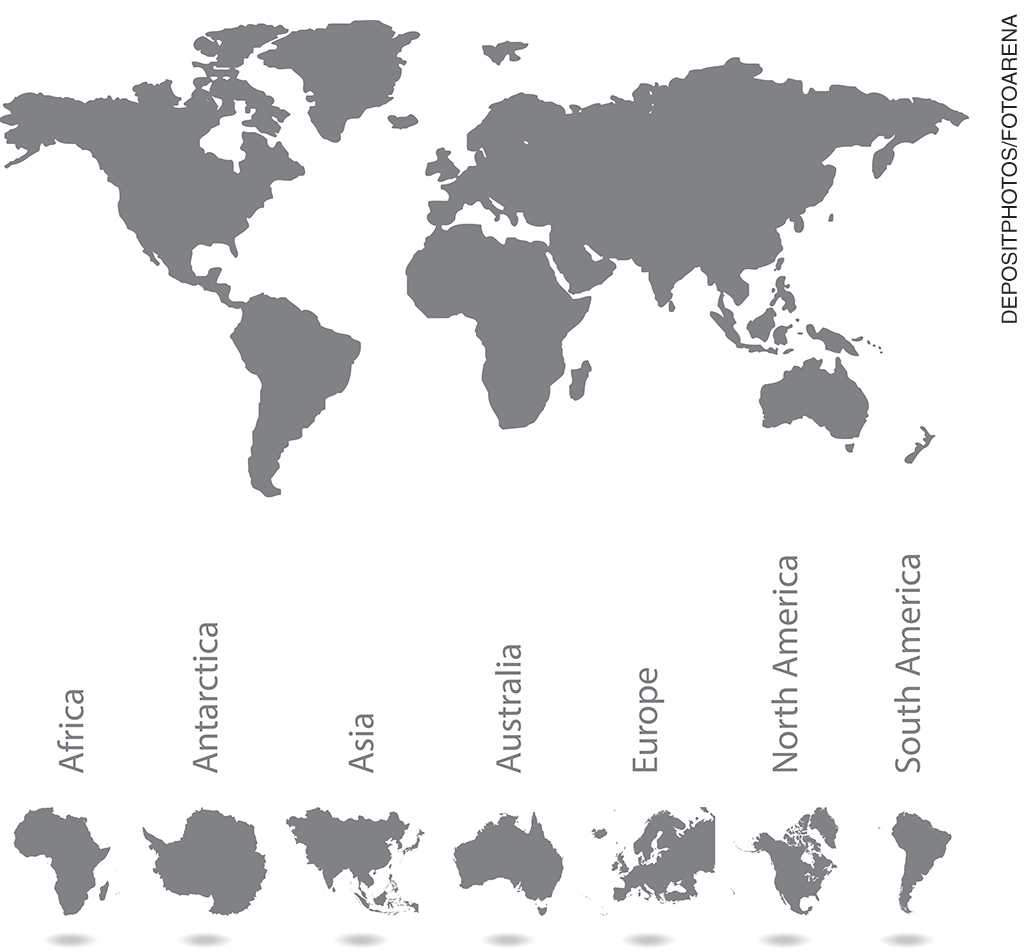 DEPOSITPHOTOS/FOTOARENA
Africa
Antarctica
Asia
Australia
Europe
North America
South America